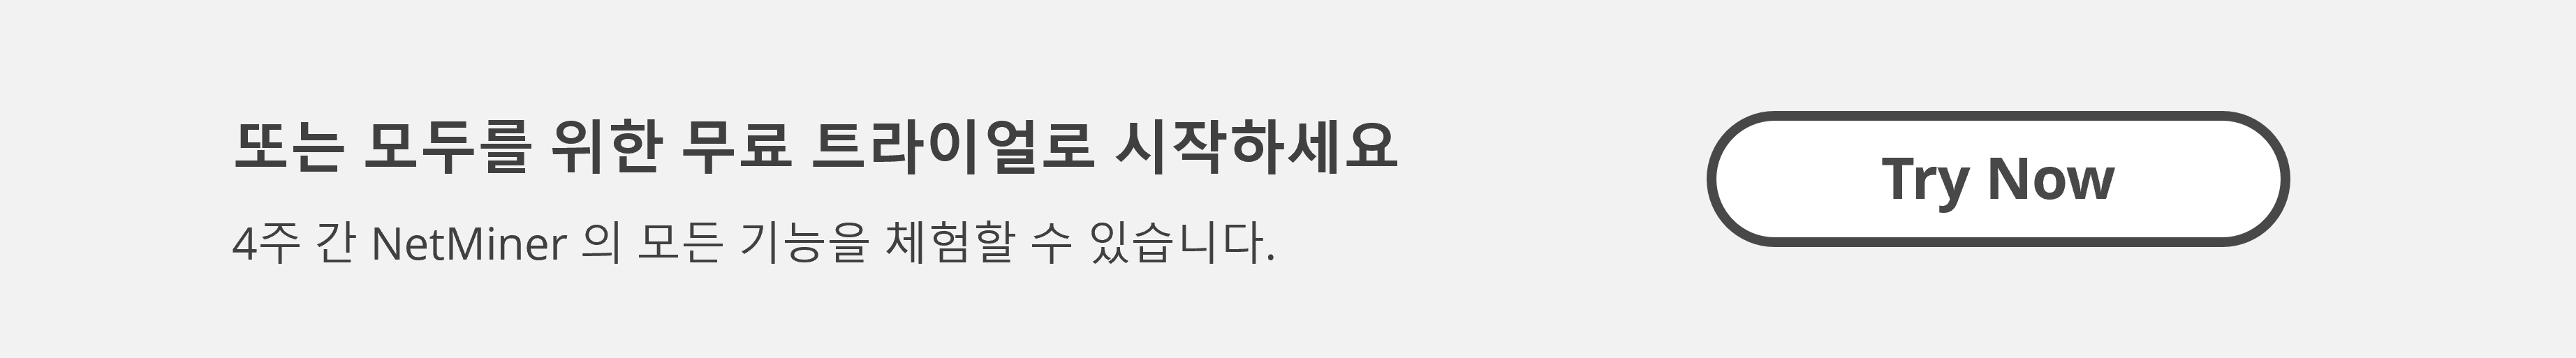 또는 모두를 위한 무료 트라이얼로 시작하세요
4주 간 NetMiner 의 모든 기능을 체험할 수 있습니다.
Try Now